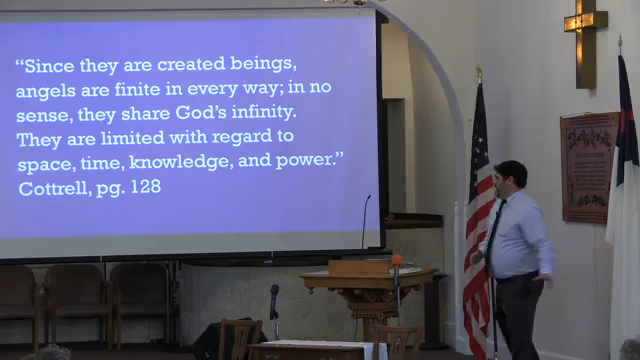 “Since they are created beings,
angels are finite in every way; in no
sense, they share God’s infinity.
They are limited with regard to
space, time, knowledge, and power.”
Cottrell, pg. 128